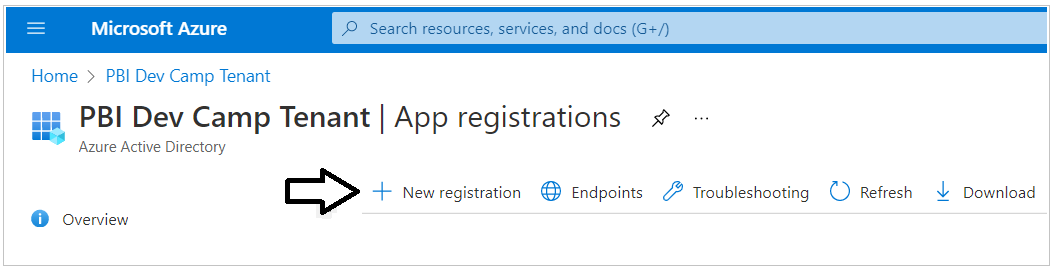 Microsoft Azure
Search resources, services, and docs (G+/)
Home > PBI Dev Camp Tenant
PBI Dev Camp Tenant | App registrations
Azure Active Directory
New registration Endpoints Troubleshooting Refresh Download
Overview